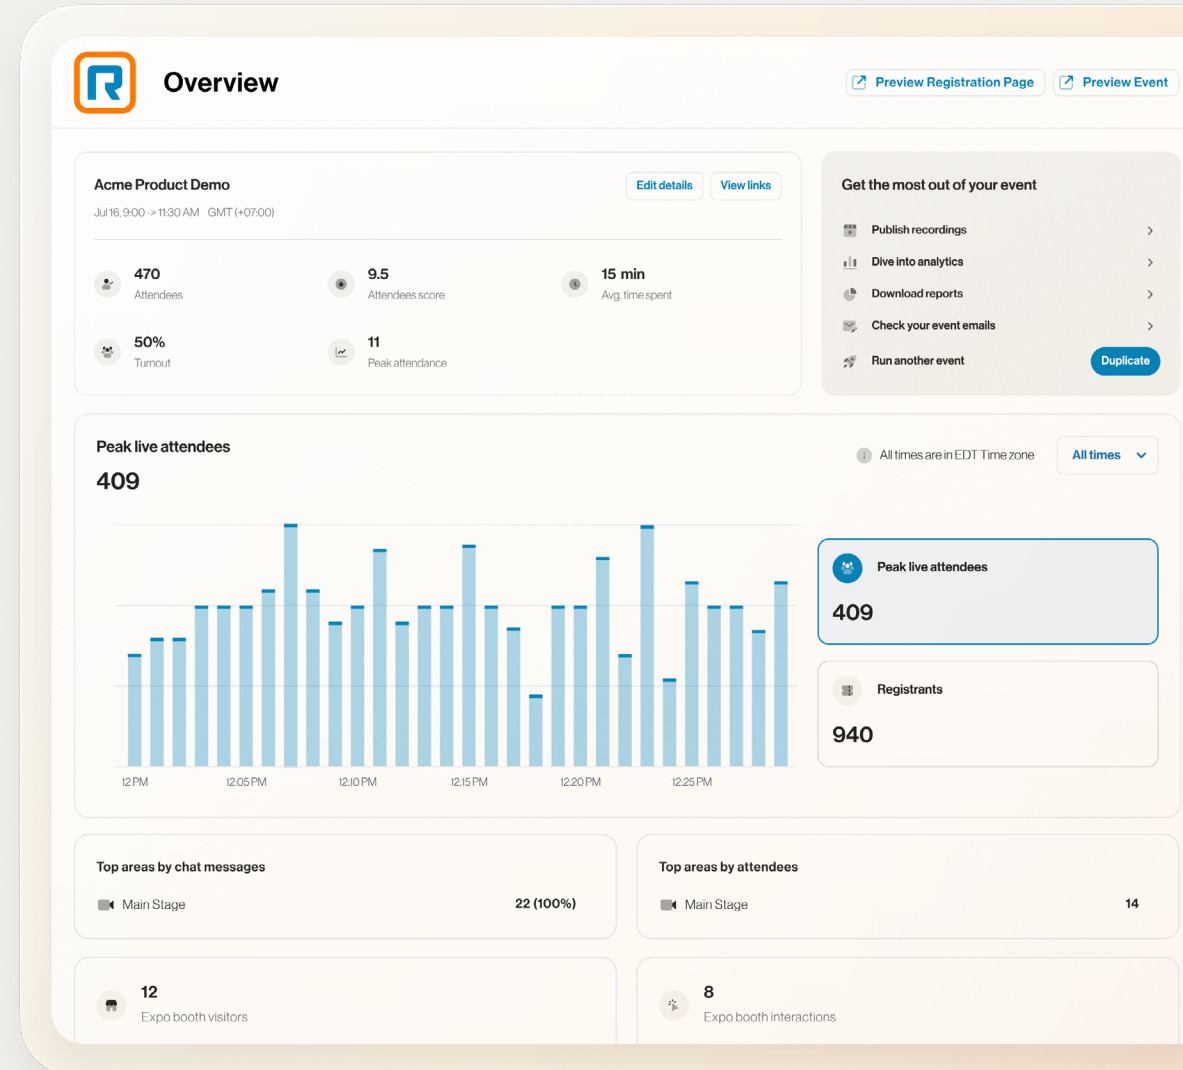 R
Overview
Preview Registration Page
Preview Event
Acme Product Demo
Edit details
View links
Jul 16, 9:00 -> 11:30 AM GMT (+07:00)
470
Attendees
9.5
Attendees score
15 min
Avg. time spent
50%
Turnout
11
Peak attendance
Get the most out of your event
Publish recordings
Dive into analytics
Download reports
Check your event emails
Run another event
Duplicate
Peak live attendees
409
All times are in EDT Time zone
All times
12 PM
12:05 PM
12:10 PM
12:15 PM
12:20 PM
12:25 PM
Peak live attendees
409
Registrants
940
Top areas by chat messages
Main Stage
22 (100%)
Top areas by attendees
Main Stage
14
12
Expo booth visitors
8
Expo booth interactions